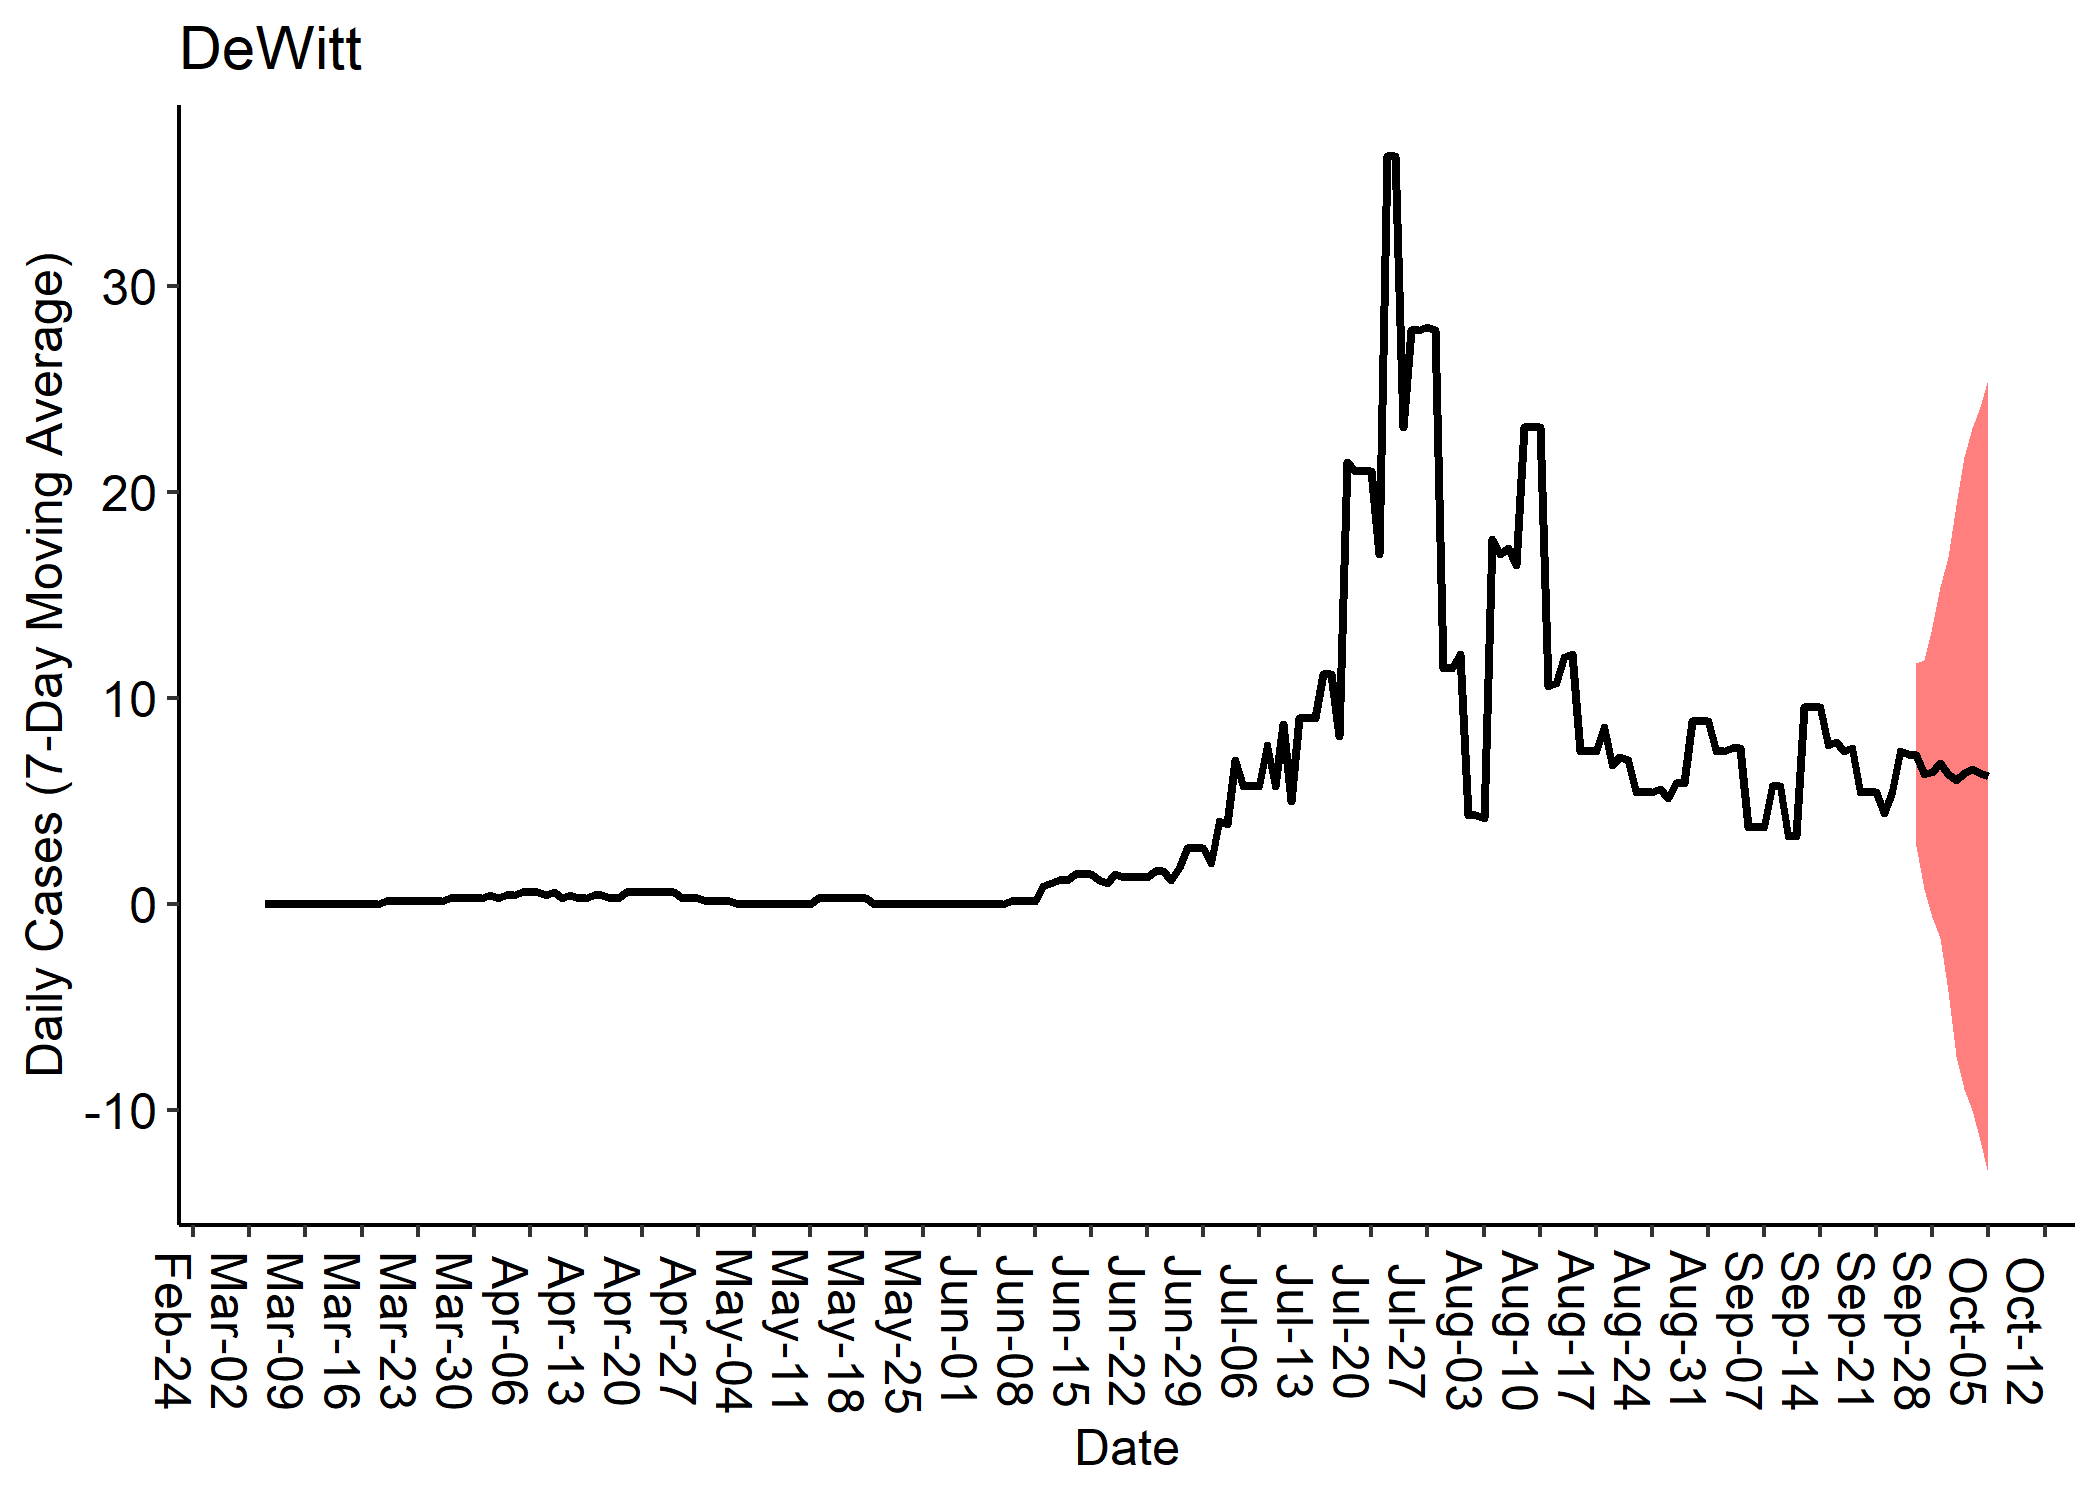 DeWitt
Daily Cases (7-Day Moving Average)
30
20
10
0
-10
Feb-24
Mar-02
Mar-09
Mar-16
Mar-23
Mar-30
Apr-06
Apr-13
Apr-20
Apr-27
May-04
May-11
May-18
May-25
Jun-01
Jun-08
Jun-15
Jun-22
Jun-29
Jul-06
Jul-13
Jul-20
Jul-27
Aug-03
Aug-10
Aug-17
Aug-24
Aug-31
Sep-07
Sep-14
Sep-21
Sep-28
Oct-05
Oct-12
Date